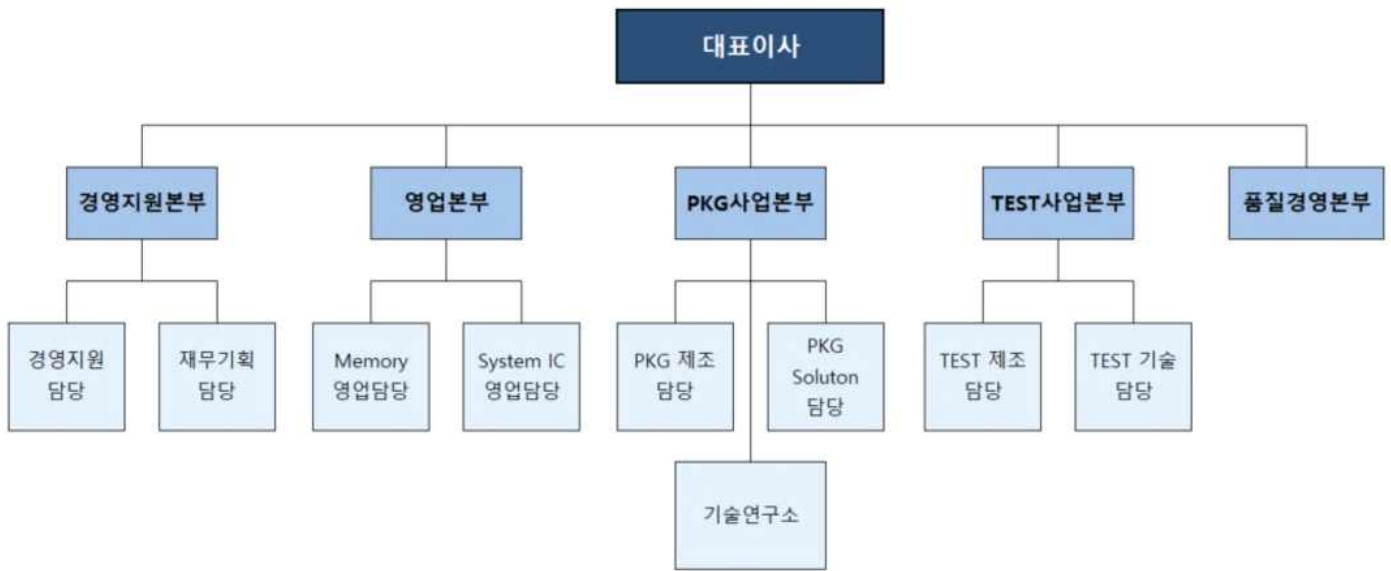 대표이사
경영지원본부
영업본부
PKG사업본부
TEST사업본부
품질경영본부
경영지원
담당
재무기획
담당
Memory
영업담당
System IC
영업담당
PKG 제조
담당
PKG
Soluton
담당
TEST 제조
담당
TEST 기술
담당
기술연구소